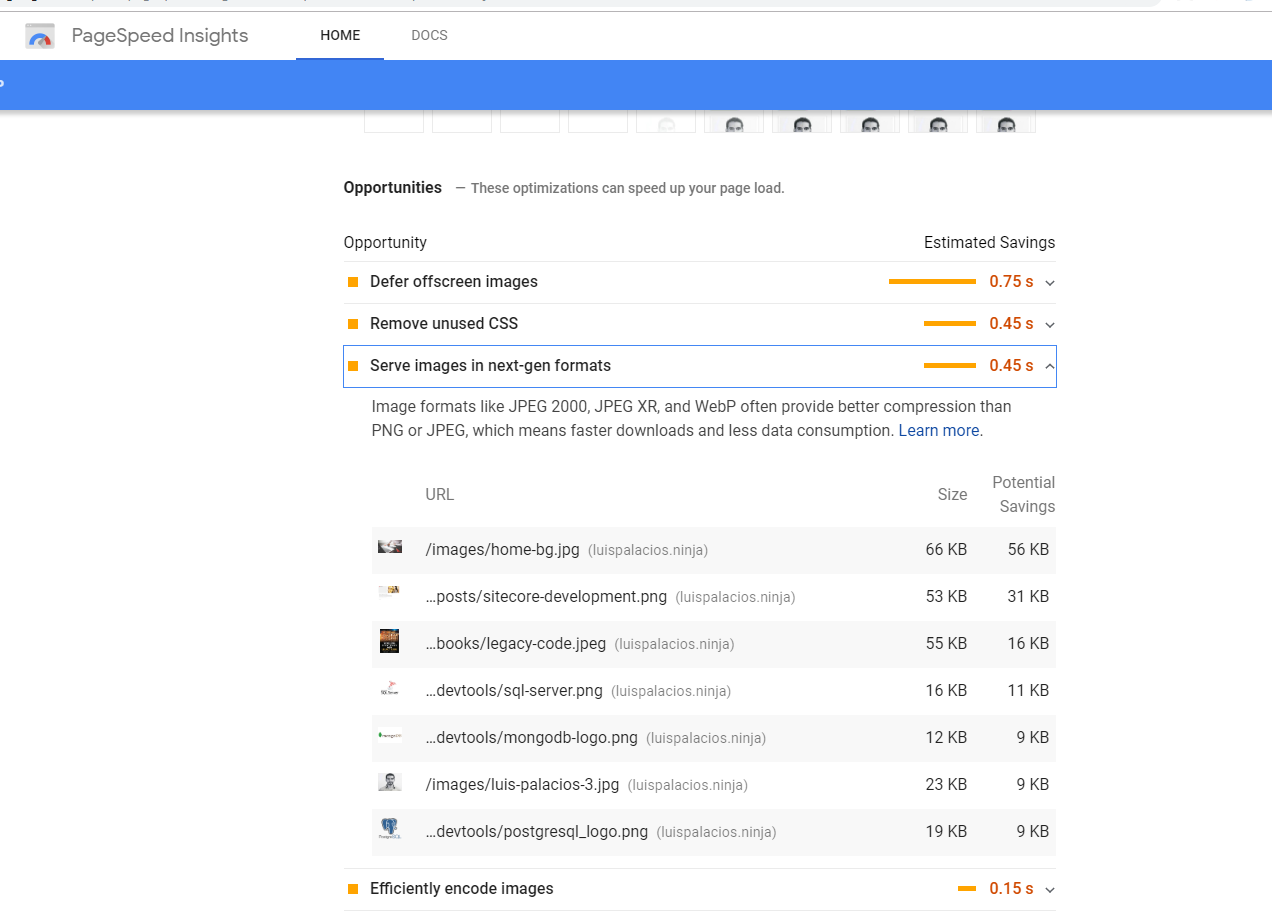 PageSpeed Insights HOME DOCS
Opportunities — These optimizations can speed up your page load.
Opportunity Estimated Savings
Defer offscreen images 0.75 s
Remove unused CSS 0.45 s
Serve images in next-gen formats 0.45 s
Image formats like JPEG 2000, JPEG XR, and WebP often provide better compression than
PNG or JPEG, which means faster downloads and less data consumption. Learn more.
URL Size Potential Savings
/images/home-bg.jpg (luispalacios.ninja) 66 KB 56 KB
…posts/sitecore-development.png (luispalacios.ninja) 53 KB 31 KB
…books/legacy-code.jpeg (luispalacios.ninja) 55 KB 16 KB
…devtools/sql-server.png (luispalacios.ninja) 16 KB 11 KB
…devtools/mongodb-logo.png (luispalacios.ninja) 12 KB 9 KB
/images/luis-palacios-3.jpg (luispalacios.ninja) 23 KB 9 KB
…devtools/postgresql_logo.png (luispalacios.ninja) 19 KB 9 KB
Efficiently encode images 0.15 s